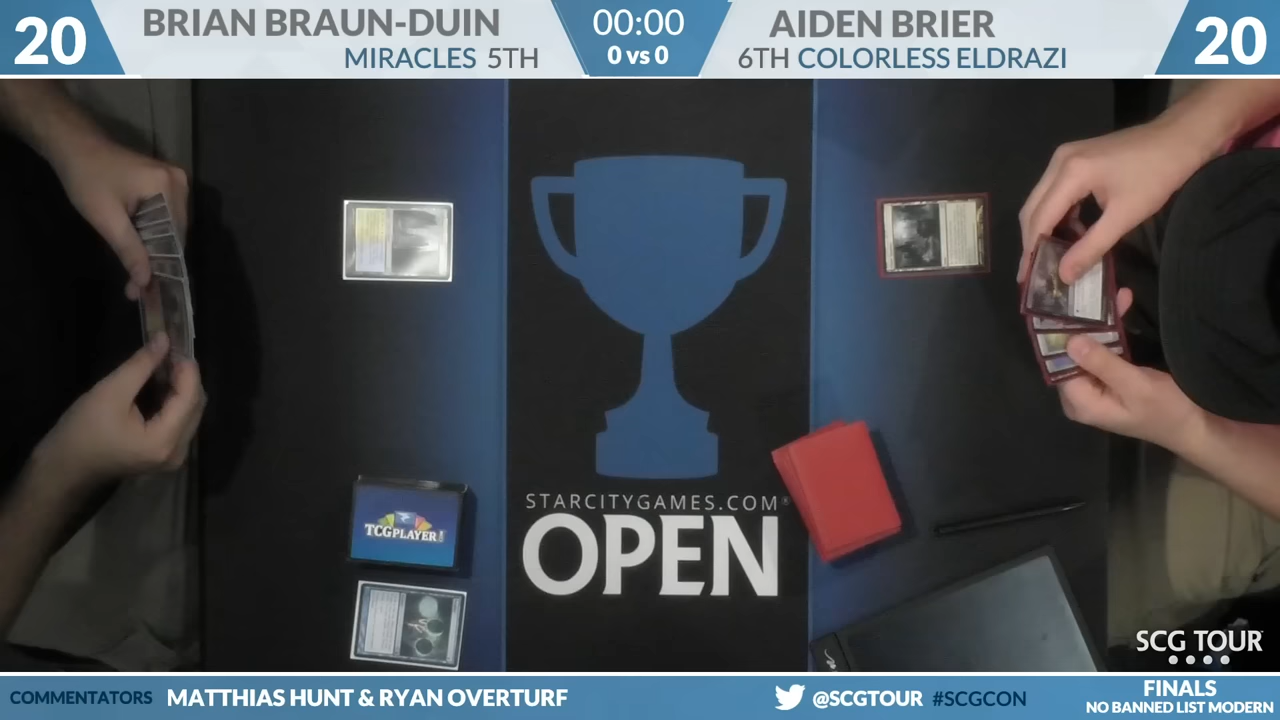 20
BRIAN BRAUN-DUIN
MIRACLES 5TH
00:00
0 vs 0
AIDEN BRIER
6TH COLORLESS ELDRAZI
20
TCGPLAYER
STARCITYGAMES.COM®
OPEN
SCG TOUR
COMMENTATORS MATTHIAS HUNT & RYAN OVERTURF
@SCGTOUR #SCGCON
FINALS
NO BANNED LIST MODERN